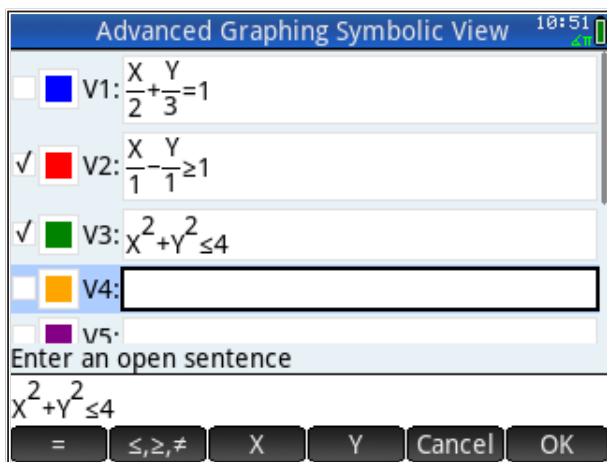 Advanced Graphing Symbolic View 10:51
∡π
V1: X/2+Y/3=1
√ V2: X/1−Y/1≥1
√ V3: X²+Y²≤4
V4:
V5:
Enter an open sentence
X²+Y²≤4
= ≤,≥,≠ X Y Cancel OK